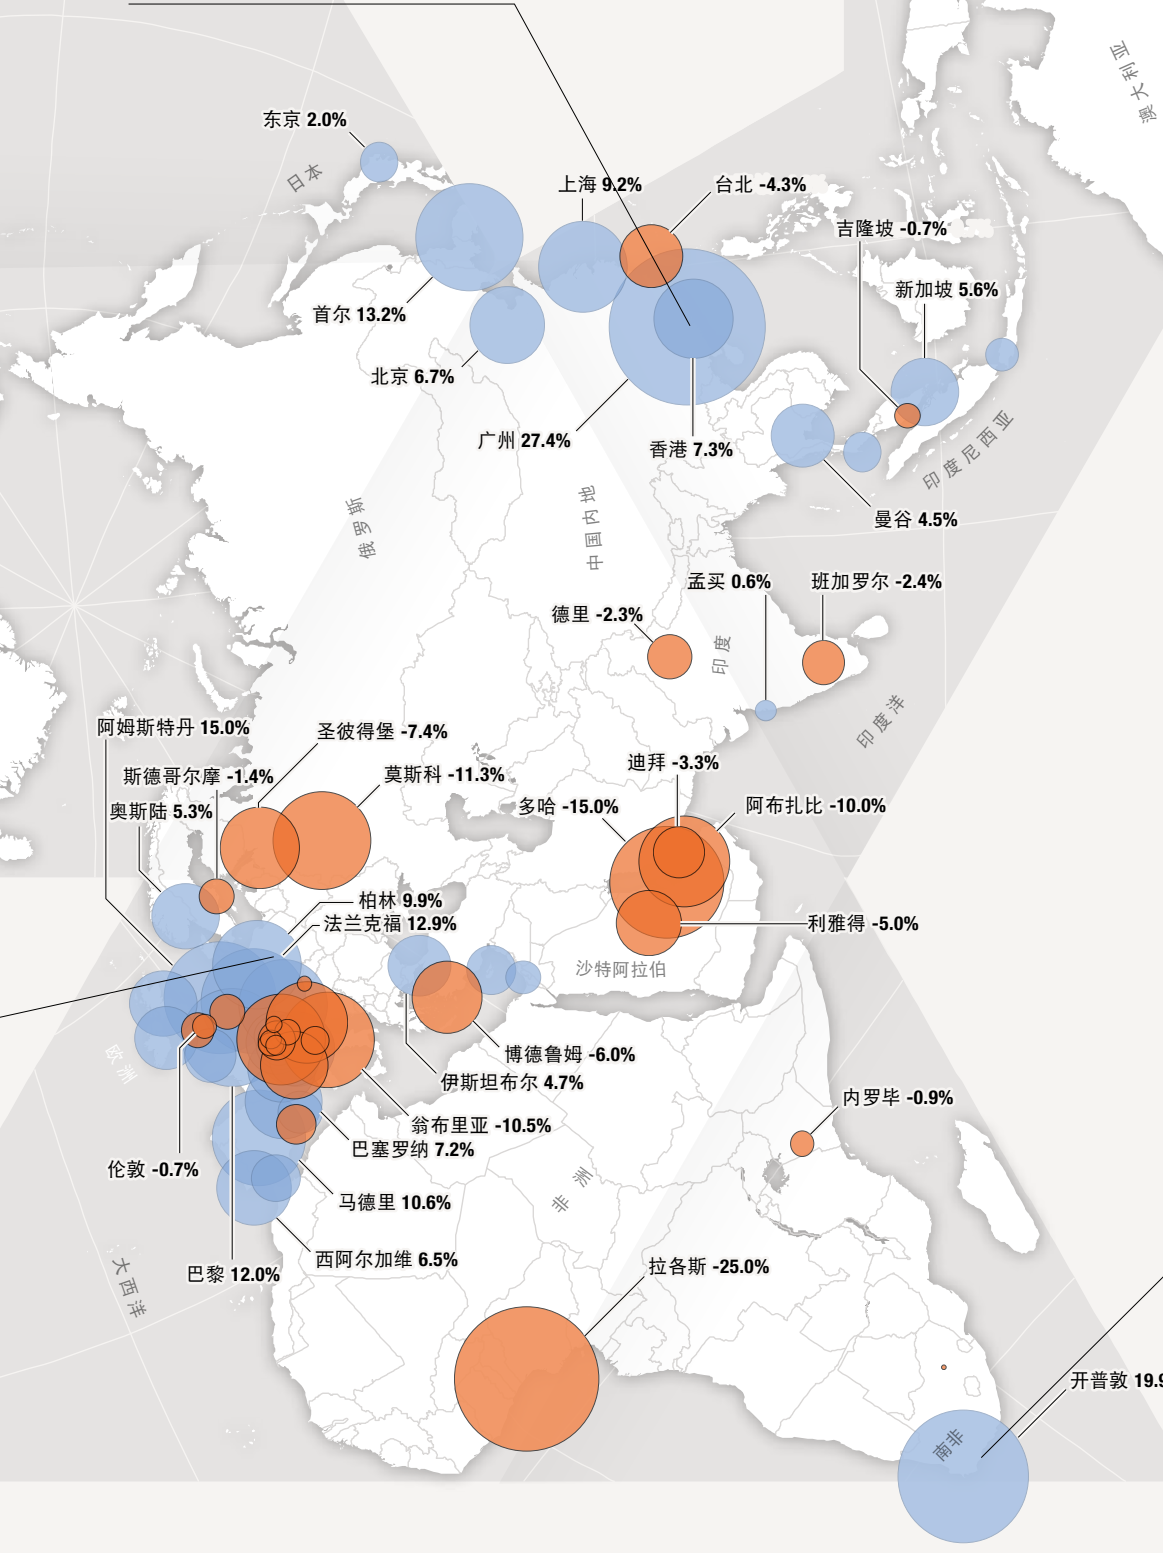 澳大利亚
东京 2.0%
日本
上海 9.2%
台北 -4.3%
吉隆坡 -0.7%
新加坡 5.6%
首尔 13.2%
北京 6.7%
广州 27.4%
香港 7.3%
印度尼西亚
曼谷 4.5%
俄罗斯
中国内地
孟买 0.6%
班加罗尔 -2.4%
德里 -2.3%
印度
印度洋
阿姆斯特丹 15.0%
圣彼得堡 -7.4%
斯德哥尔摩 -1.4%
莫斯科 -11.3%
迪拜 -3.3%
奥斯陆 5.3%
多哈 -15.0%
阿布扎比 -10.0%
柏林 9.9%
法兰克福 12.9%
利雅得 -5.0%
沙特阿拉伯
欧洲
博德鲁姆 -6.0%
伊斯坦布尔 4.7%
内罗毕 -0.9%
翁布里亚 -10.5%
巴塞罗纳 7.2%
伦敦 -0.7%
非洲
马德里 10.6%
西阿尔加维 6.5%
拉各斯 -25.0%
巴黎 12.0%
大西洋
开普敦 19.9
南非